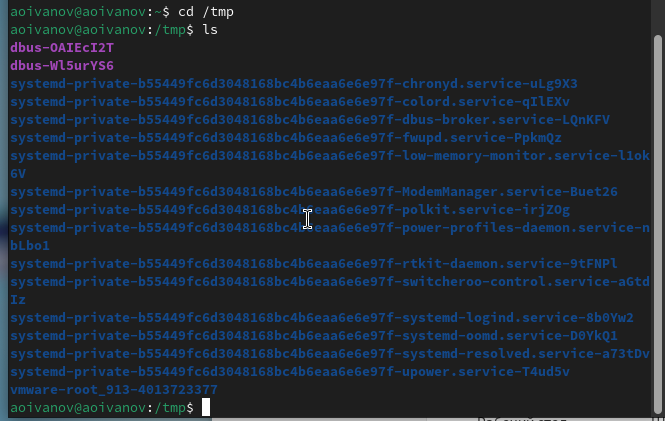 aoivanov@aoivanov:~$ cd /tmp
aoivanov@aoivanov:/tmp$ ls
dbus-OAIEcI2T
dbus-Wl5urYS6
systemd-private-b55449fc6d3048168bc4b6eaa6e6e97f-chronyd.service-uLg9X3
systemd-private-b55449fc6d3048168bc4b6eaa6e6e97f-colord.service-qIlEXv
systemd-private-b55449fc6d3048168bc4b6eaa6e6e97f-dbus-broker.service-LQnKFV
systemd-private-b55449fc6d3048168bc4b6eaa6e6e97f-fwupd.service-PpkmQz
systemd-private-b55449fc6d3048168bc4b6eaa6e6e97f-low-memory-monitor.service-l1ok
6V
systemd-private-b55449fc6d3048168bc4b6eaa6e6e97f-ModemManager.service-Buet26
systemd-private-b55449fc6d3048168bc4b6eaa6e6e97f-polkit.service-irjZOg
systemd-private-b55449fc6d3048168bc4b6eaa6e6e97f-power-profiles-daemon.service-n
bLbo1
systemd-private-b55449fc6d3048168bc4b6eaa6e6e97f-rtkit-daemon.service-9tFNPl
systemd-private-b55449fc6d3048168bc4b6eaa6e6e97f-switcheroo-control.service-aGtd
Iz
systemd-private-b55449fc6d3048168bc4b6eaa6e6e97f-systemd-logind.service-8b0Yw2
systemd-private-b55449fc6d3048168bc4b6eaa6e6e97f-systemd-oomd.service-D0YkQ1
systemd-private-b55449fc6d3048168bc4b6eaa6e6e97f-systemd-resolved.service-a73tDv
systemd-private-b55449fc6d3048168bc4b6eaa6e6e97f-upower.service-T4ud5v
vmware-root_913-4013723377
aoivanov@aoivanov:/tmp$